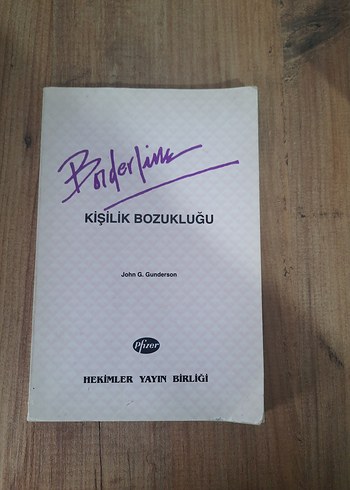 Borderline
KİŞİLİK BOZUKLUĞU
John G. Gunderson
Pfizer
HEKİMLER YAYIN BİRLİĞİ